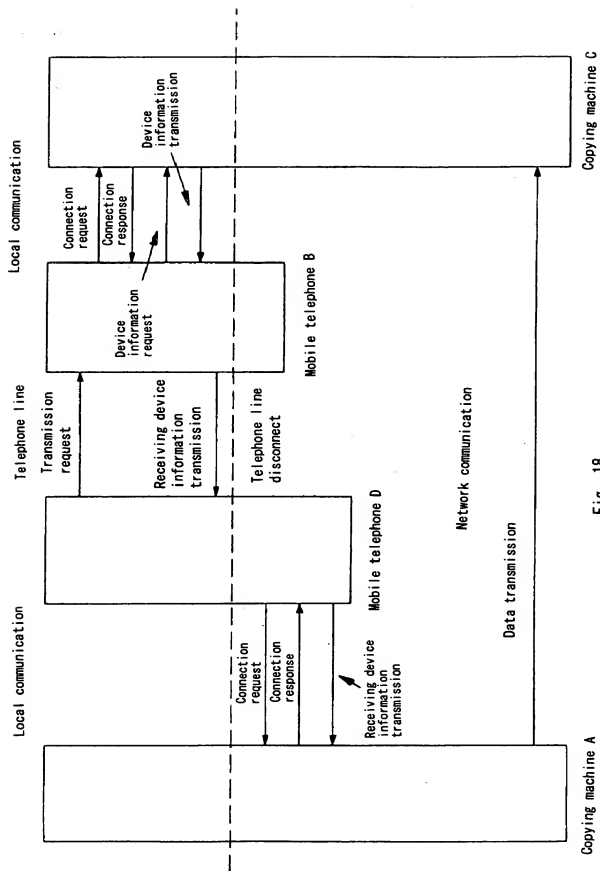 Local communication
Telephone line
Local communication
Transmission
request
Connection
request
Connection
response
Device
information
transmission
Device
information
request
Receiving device
information
transmission
Telephone line
disconnect
Mobile telephone B
Connection
request
Connection
response
Mobile telephone D
Receiving device
information
transmission
Network communication
Data transmission
Copying machine A
Copying machine C
Fig. 18